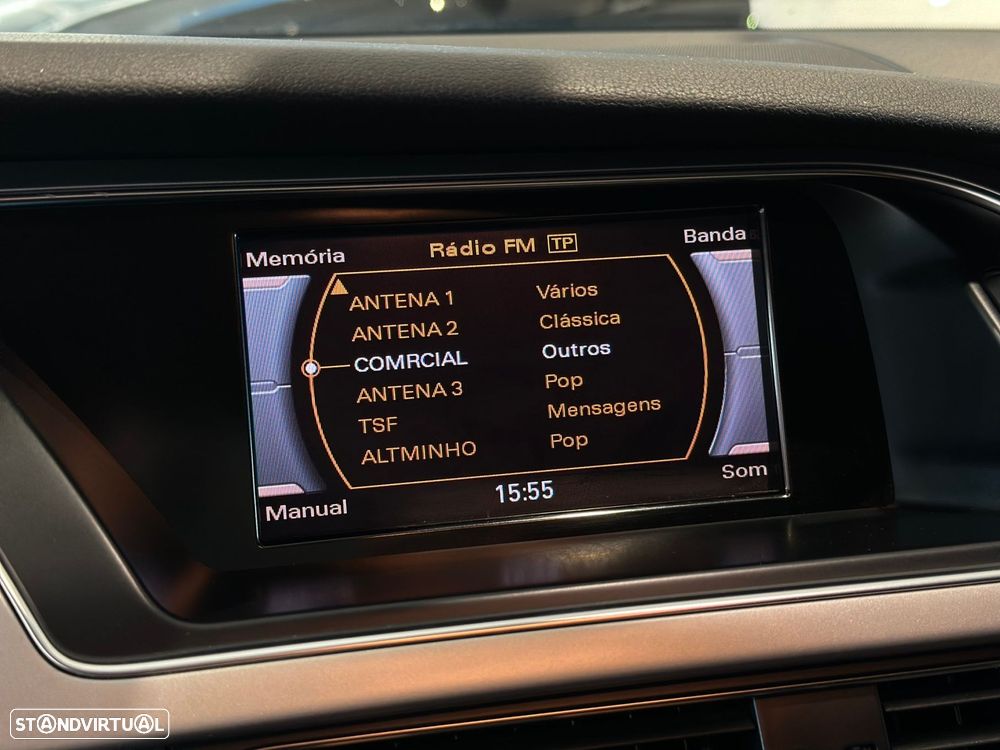 Memória Rádio FM TP Banda
ANTENA 1 Vários
ANTENA 2 Clássica
COMRCIAL Outros
ANTENA 3 Pop
TSF Mensagens
ALTMINHO Pop
Manual 15:55 Som
STANDVIRTUAL